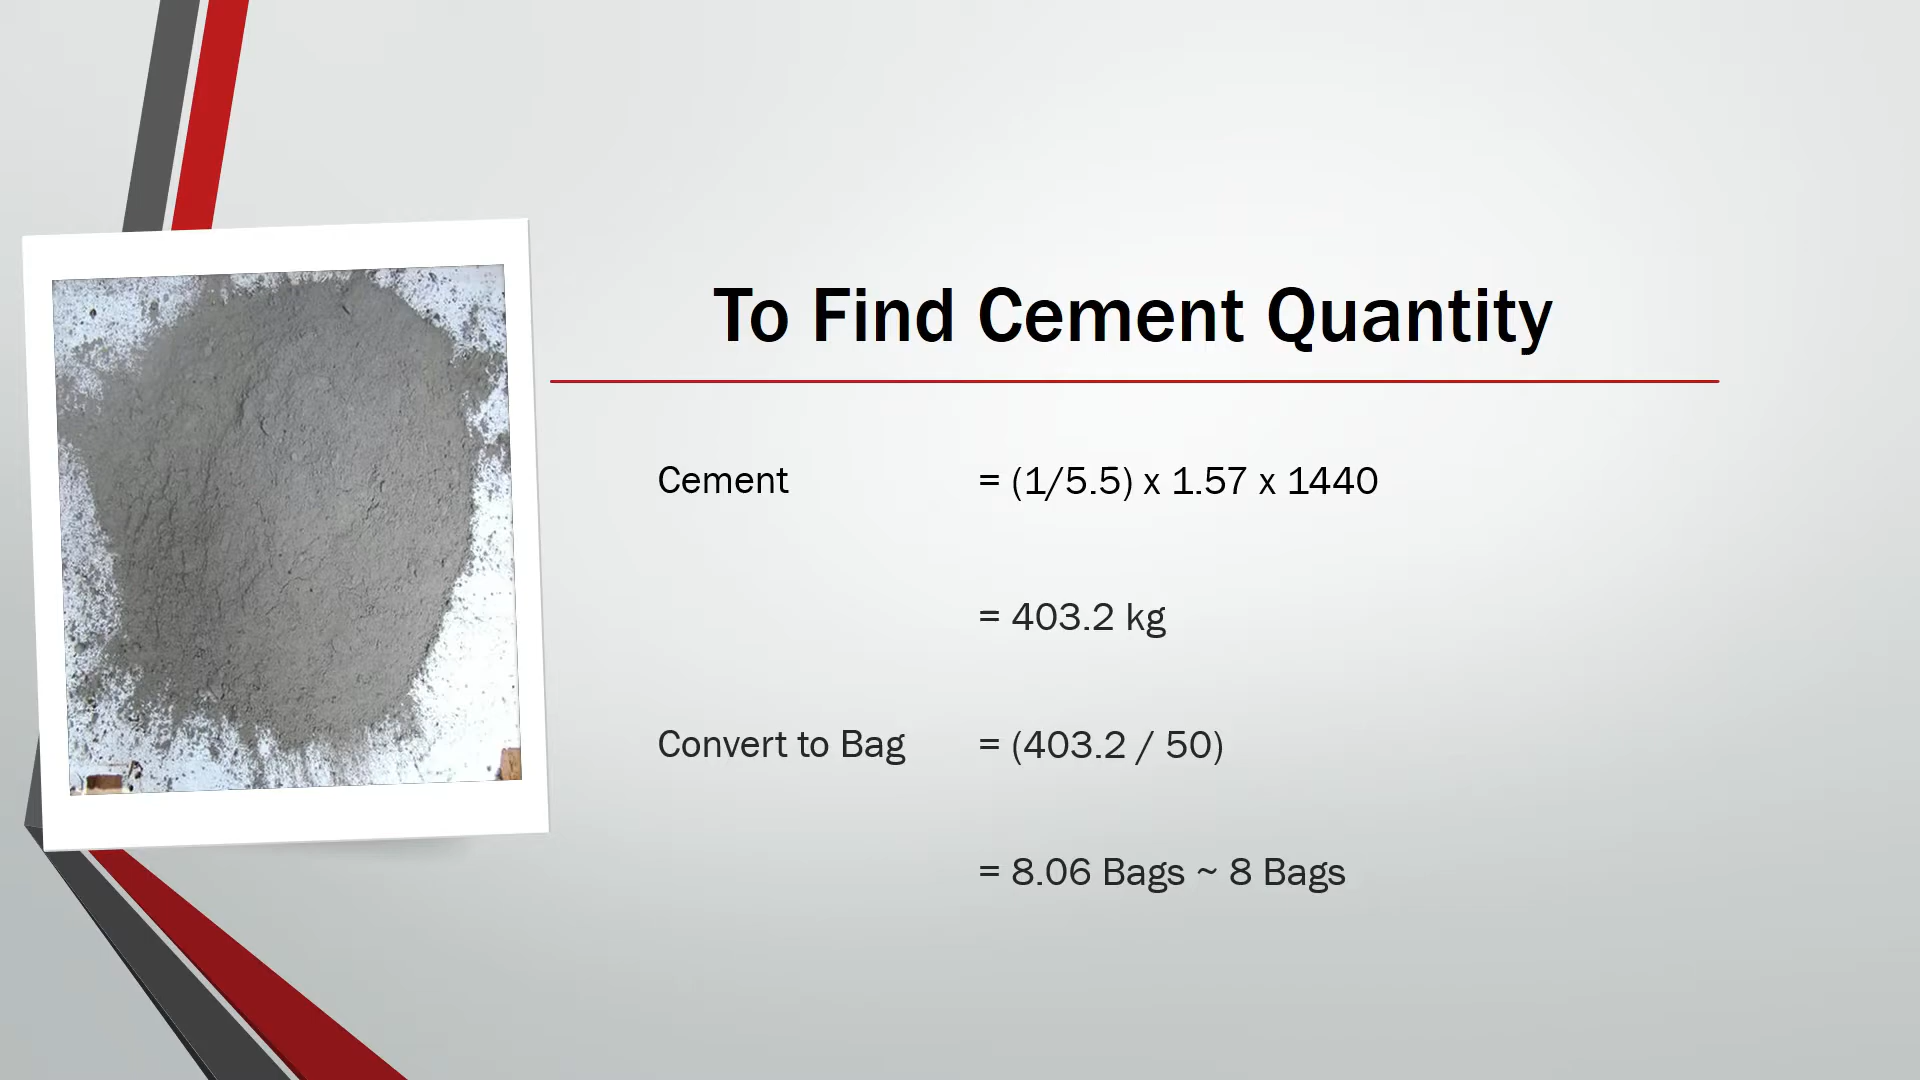 To Find Cement Quantity
Cement = (1/5.5) x 1.57 x 1440
= 403.2 kg
Convert to Bag = (403.2 / 50)
= 8.06 Bags ~ 8 Bags